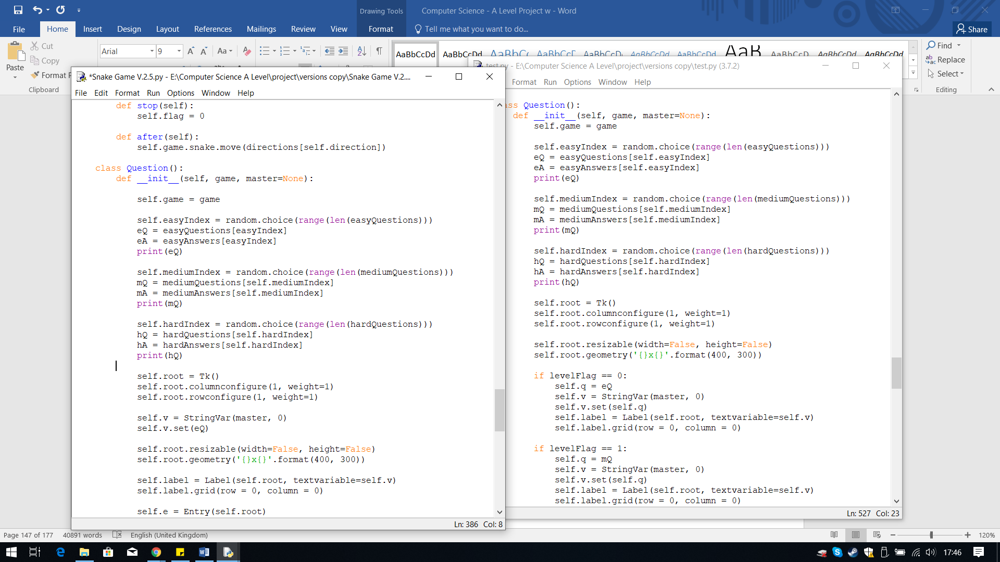 Drawing Tools
Computer Science - A Level Project w - Word
File Home Insert Design Layout References Mailings Review View Format Tell me what you want to do... Share
Paste
Cut
Copy
Format P
Clipboard
Arial 9
Aa
AaBbCcDd AaBbCcDd AaBbCc AaBbCcD AaBbCcDd AaBbCcDd AaBbCcDd AaB AaBbCcD AaBbCcDd AaBbCcDd
Find
Replace
Select
Editing
*Snake Game V.2.5.py - E:\Computer Science A Level\project\versions copy\Snake Game V.2....
File Edit Format Run Options Window Help
def stop(self):
self.flag = 0
def after(self):
self.game.snake.move(directions[self.direction])
class Question():
def __init__(self, game, master=None):
self.game = game
self.easyIndex = random.choice(range(len(easyQuestions)))
eQ = easyQuestions[easyIndex]
eA = easyAnswers[easyIndex]
print(eQ)
self.mediumIndex = random.choice(range(len(mediumQuestions)))
mQ = mediumQuestions[self.mediumIndex]
mA = mediumAnswers[self.mediumIndex]
print(mQ)
self.hardIndex = random.choice(range(len(hardQuestions)))
hQ = hardQuestions[self.hardIndex]
hA = hardAnswers[self.hardIndex]
print(hQ)
self.root = Tk()
self.root.columnconfigure(1, weight=1)
self.root.rowconfigure(1, weight=1)
self.v = StringVar(master, 0)
self.v.set(eQ)
self.root.resizable(width=False, height=False)
self.root.geometry('{}x{}'.format(400, 300))
self.label = Label(self.root, textvariable=self.v)
self.label.grid(row = 0, column = 0)
self.e = Entry(self.root)
Ln: 386 Col: 8
test.py - E:\Computer Science A Level\project\versions copy\test.py (3.7.2)
Format Run Options Window Help
ass Question():
def __init__(self, game, master=None):
self.game = game
self.easyIndex = random.choice(range(len(easyQuestions)))
eQ = easyQuestions[self.easyIndex]
eA = easyAnswers[self.easyIndex]
print(eQ)
self.mediumIndex = random.choice(range(len(mediumQuestions)))
mQ = mediumQuestions[self.mediumIndex]
mA = mediumAnswers[self.mediumIndex]
print(mQ)
self.hardIndex = random.choice(range(len(hardQuestions)))
hQ = hardQuestions[self.hardIndex]
hA = hardAnswers[self.hardIndex]
print(hQ)
self.root = Tk()
self.root.columnconfigure(1, weight=1)
self.root.rowconfigure(1, weight=1)
self.root.resizable(width=False, height=False)
self.root.geometry('{}x{}'.format(400, 300))
if levelFlag == 0:
self.q = eQ
self.v = StringVar(master, 0)
self.v.set(self.q)
self.label = Label(self.root, textvariable=self.v)
self.label.grid(row = 0, column = 0)
if levelFlag == 1:
self.q = mQ
self.v = StringVar(master, 0)
self.v.set(self.q)
self.label = Label(self.root, textvariable=self.v)
self.label.grid(row = 0, column = 0)
Ln: 527 Col: 23
Page 147 of 177 40891 words English (United Kingdom) 120%
17:46